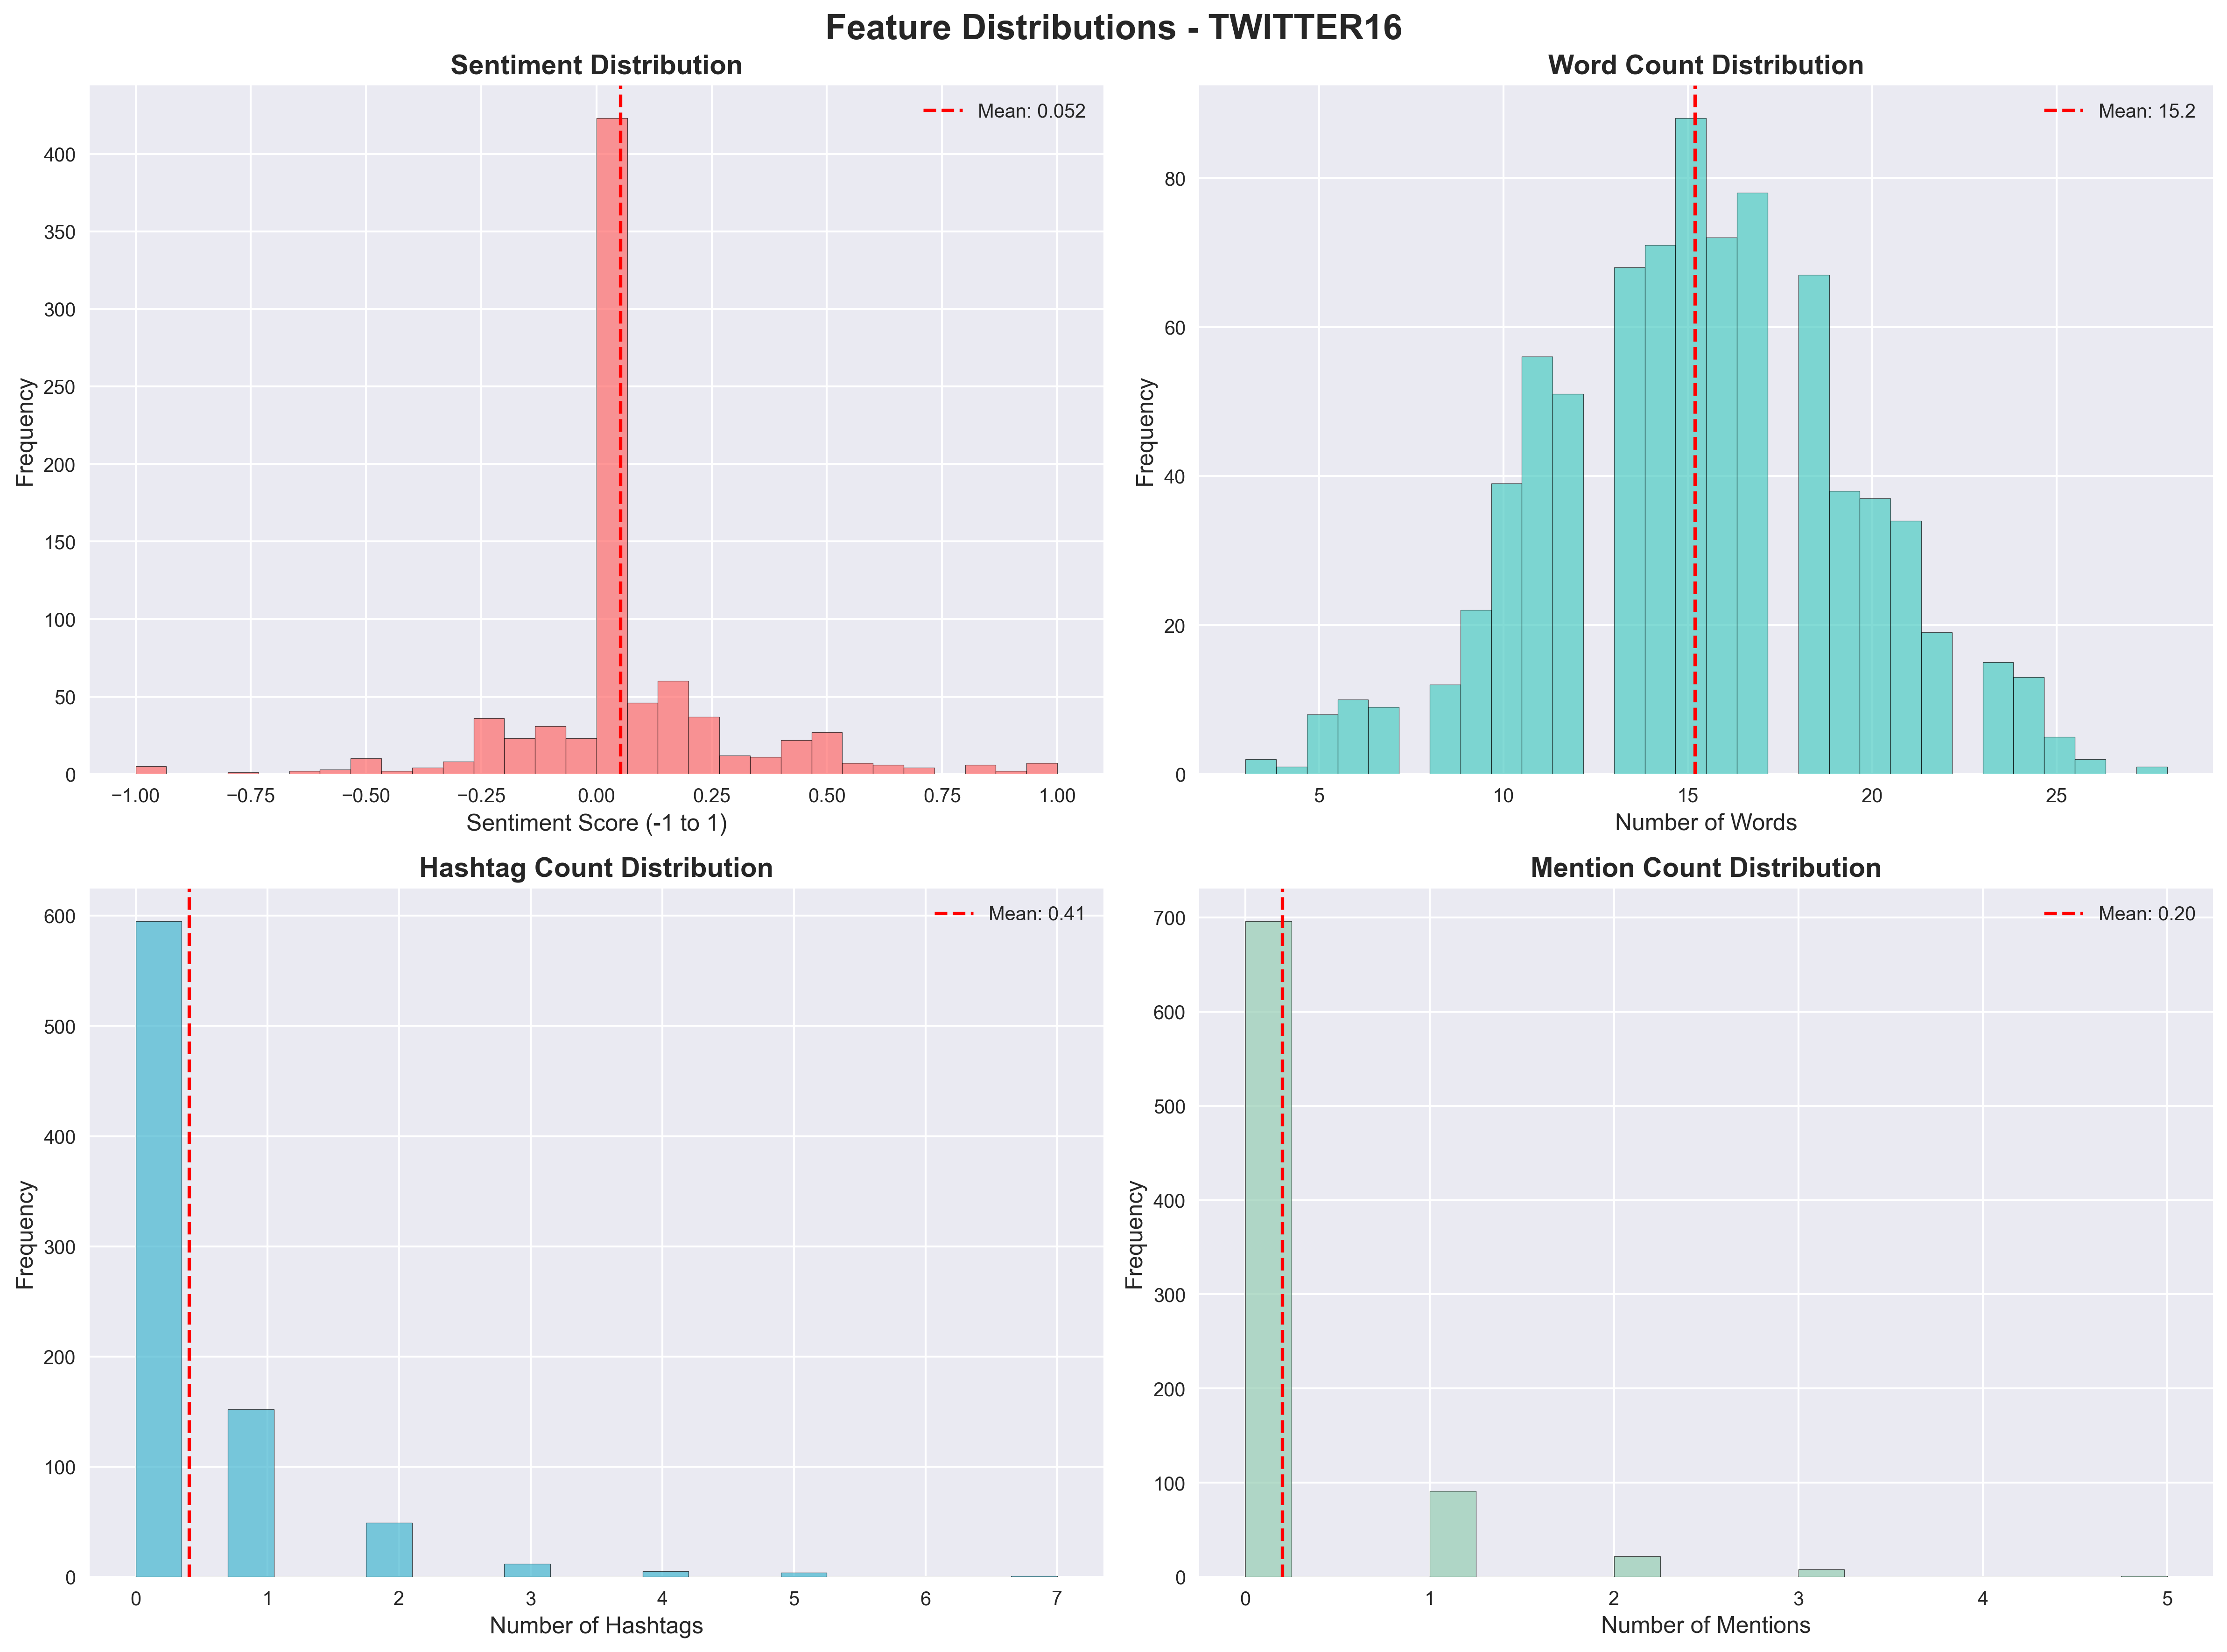 Feature Distributions - TWITTER16
Sentiment Distribution
Mean: 0.052
Frequency
400
350
300
250
200
150
100
50
0
−1.00 −0.75 −0.50 −0.25 0.00 0.25 0.50 0.75 1.00
Sentiment Score (-1 to 1)
Word Count Distribution
Mean: 15.2
Frequency
80
60
40
20
0
5 10 15 20 25
Number of Words
Hashtag Count Distribution
Mean: 0.41
Frequency
600
500
400
300
200
100
0
0 1 2 3 4 5 6 7
Number of Hashtags
Mention Count Distribution
Mean: 0.20
Frequency
700
600
500
400
300
200
100
0
0 1 2 3 4 5
Number of Mentions